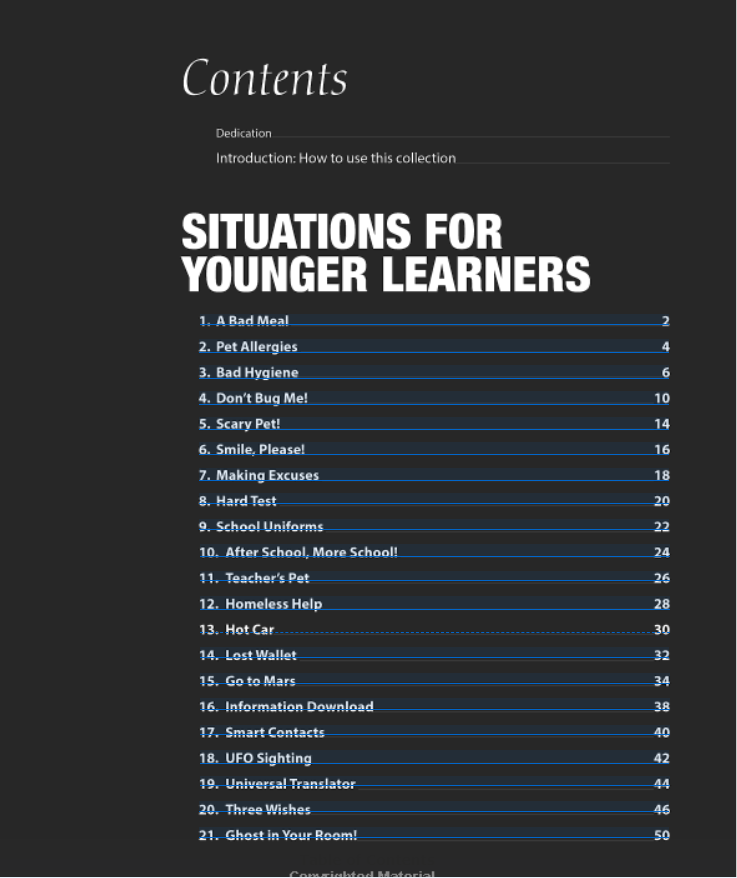 Contents
Dedication
Introduction: How to use this collection
SITUATIONS FOR
YOUNGER LEARNERS
1. A Bad Meal 2
2. Pet Allergies 4
3. Bad Hygiene 6
4. Don't Bug Me! 10
5. Scary Pet! 14
6. Smile, Please! 16
7. Making Excuses 18
8. Hard Test 20
9. School Uniforms 22
10. After School, More School! 24
11. Teacher's Pet 26
12. Homeless Help 28
13. Hot Car 30
14. Lost Wallet 32
15. Go to Mars 34
16. Information Download 38
17. Smart Contacts 40
18. UFO Sighting 42
19. Universal Translator 44
20. Three Wishes 46
21. Ghost in Your Room! 50
Copyrighted Material